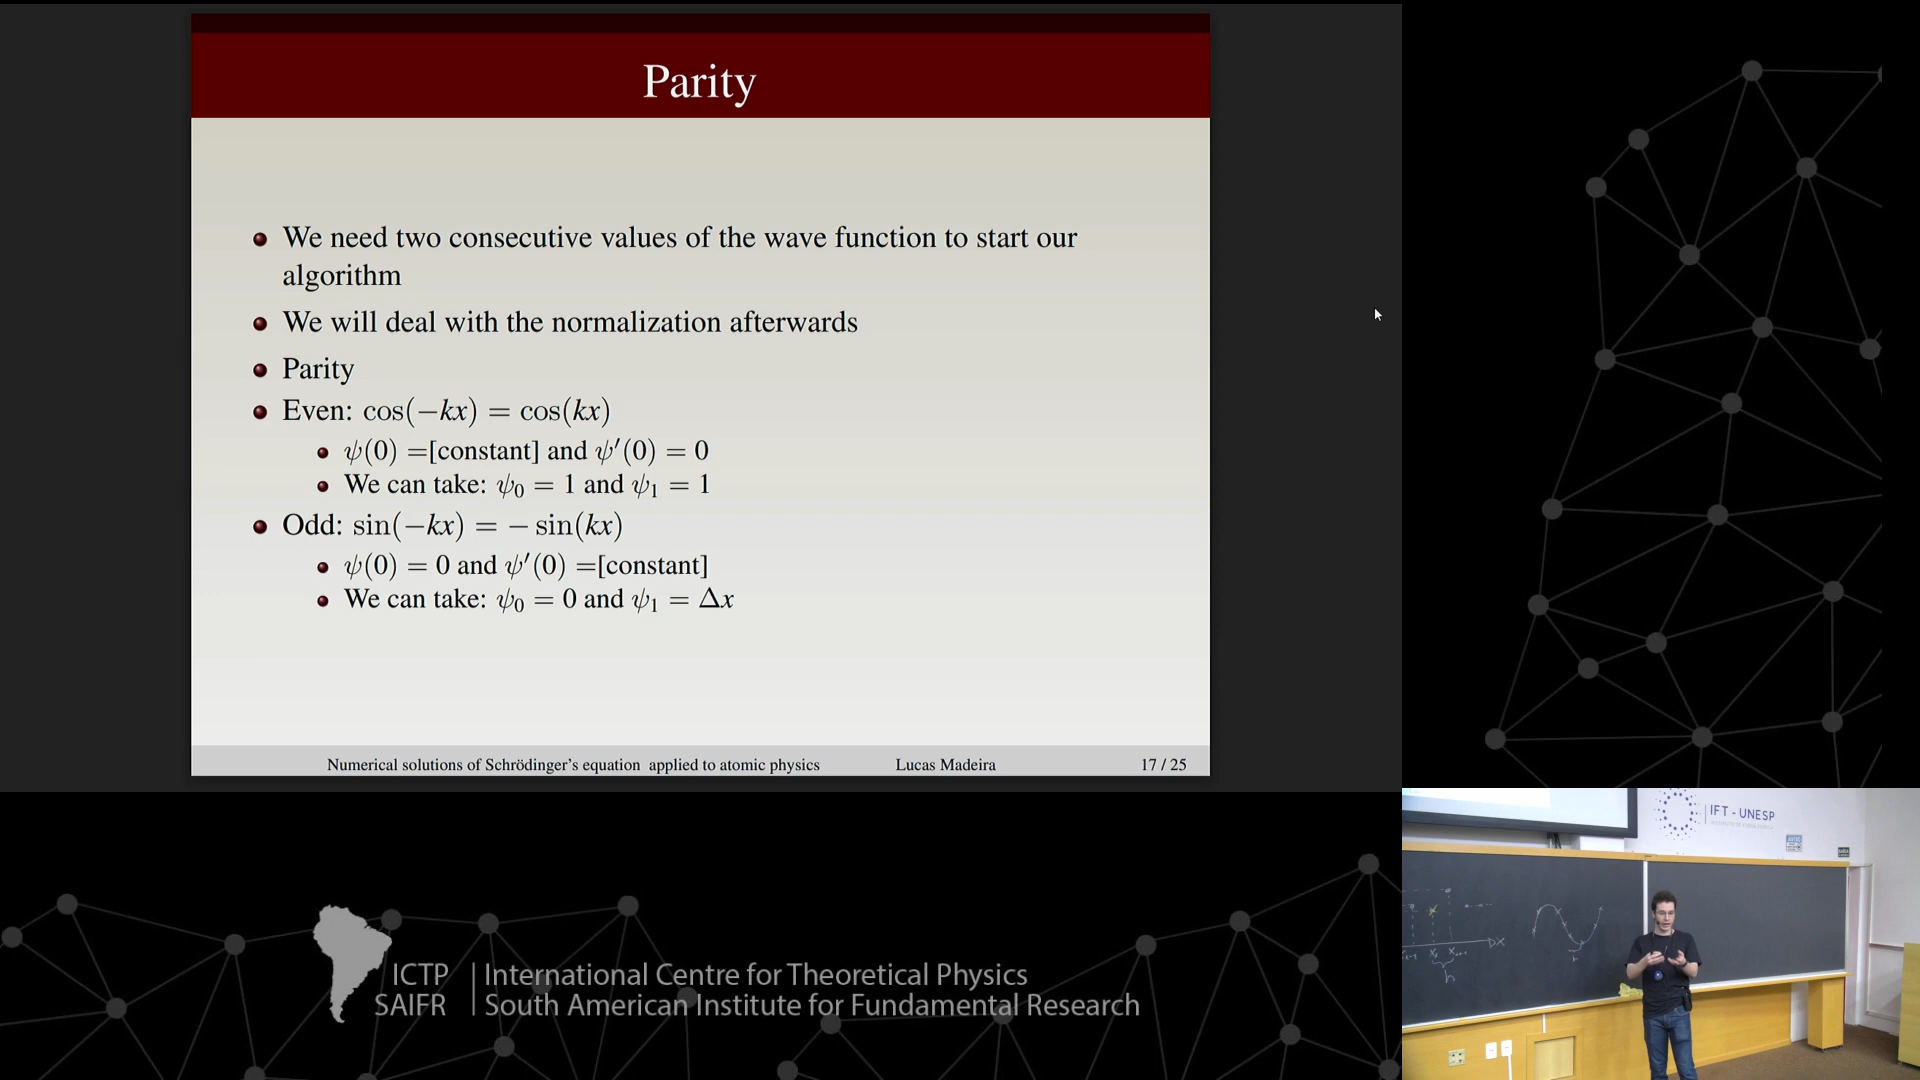 Parity
We need two consecutive values of the wave function to start our
algorithm
We will deal with the normalization afterwards
Parity
Even: cos(−kx) = cos(kx)
ψ(0) =[constant] and ψ′(0) = 0
We can take: ψ₀ = 1 and ψ₁ = 1
Odd: sin(−kx) = − sin(kx)
ψ(0) = 0 and ψ′(0) =[constant]
We can take: ψ₀ = 0 and ψ₁ = Δx
Numerical solutions of Schrödinger's equation applied to atomic physics Lucas Madeira 17 / 25
ICTP International Centre for Theoretical Physics
SAIFR South American Institute for Fundamental Research
IFT - UNESP
h